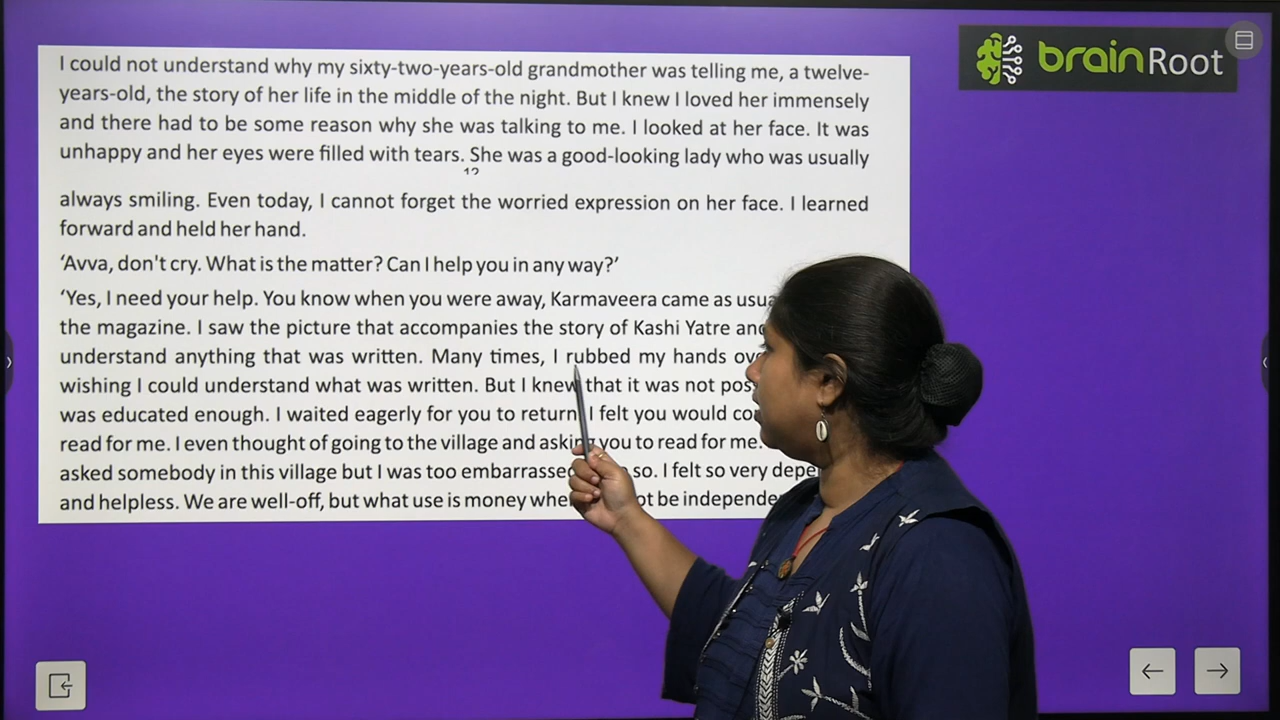 brainRoot
I could not understand why my sixty-two-years-old grandmother was telling me, a twelve-
years-old, the story of her life in the middle of the night. But I knew I loved her immensely
and there had to be some reason why she was talking to me. I looked at her face. It was
unhappy and her eyes were filled with tears. She was a good-looking lady who was usually
always smiling. Even today, I cannot forget the worried expression on her face. I learned
forward and held her hand.
‘Avva, don't cry. What is the matter? Can I help you in any way?’
‘Yes, I need your help. You know when you were away, Karmaveera came as
the magazine. I saw the picture that accompanies the story of Kashi Yatre
understand anything that was written. Many times, I rubbed my hands
wishing I could understand what was written. But I knew that it was not
was educated enough. I waited eagerly for you to return. I felt you would
read for me. I even thought of going to the village and asking you to read for me.
asked somebody in this village but I was too embarrassed so. I felt so very
and helpless. We are well-off, but what use is money be